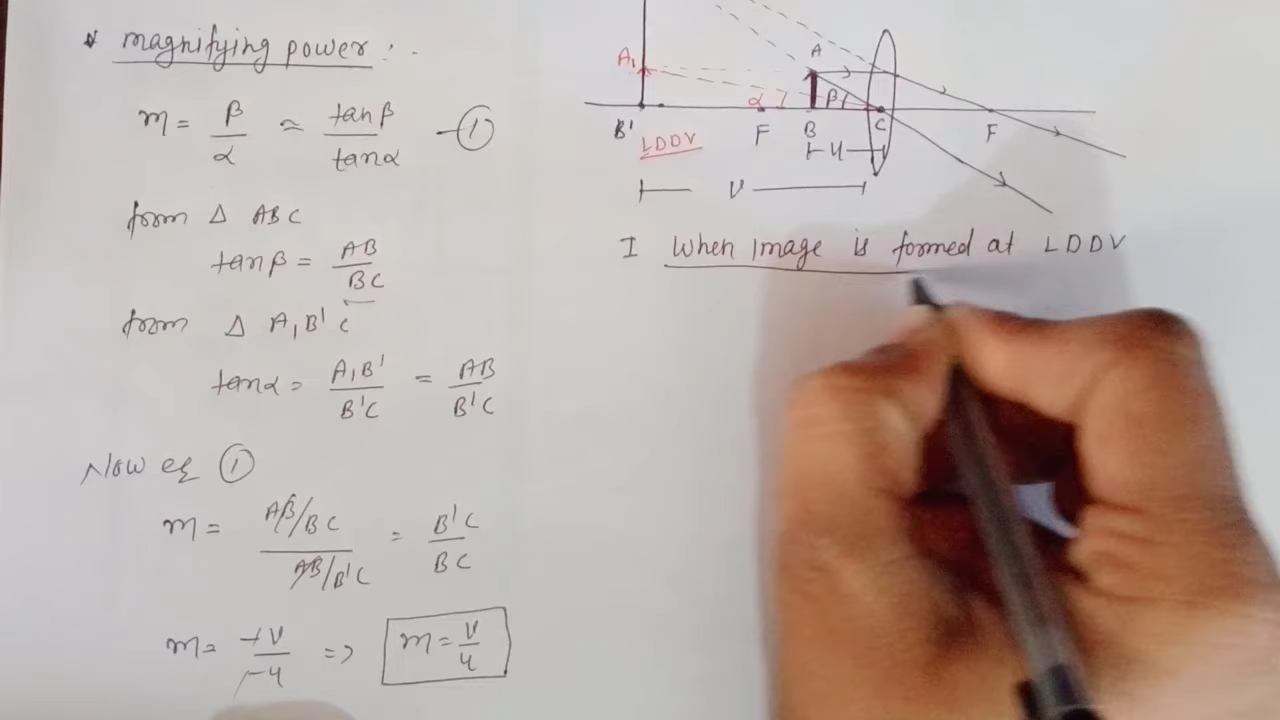 * magnifying power :-
m = β/α ≈ tanβ/tanα —①
form Δ ABC
tanβ = AB/BC
from Δ A₁B'C
tanα = A₁B'/B'C = AB/B'C
Now eq ①
m = AB/BC / AB/B'C = B'C/BC
m = +v/-u => m = v/u
A
A₁
α
β
B'
LDDV
F
B
C
F
u
v
I When Image is formed at LDDV